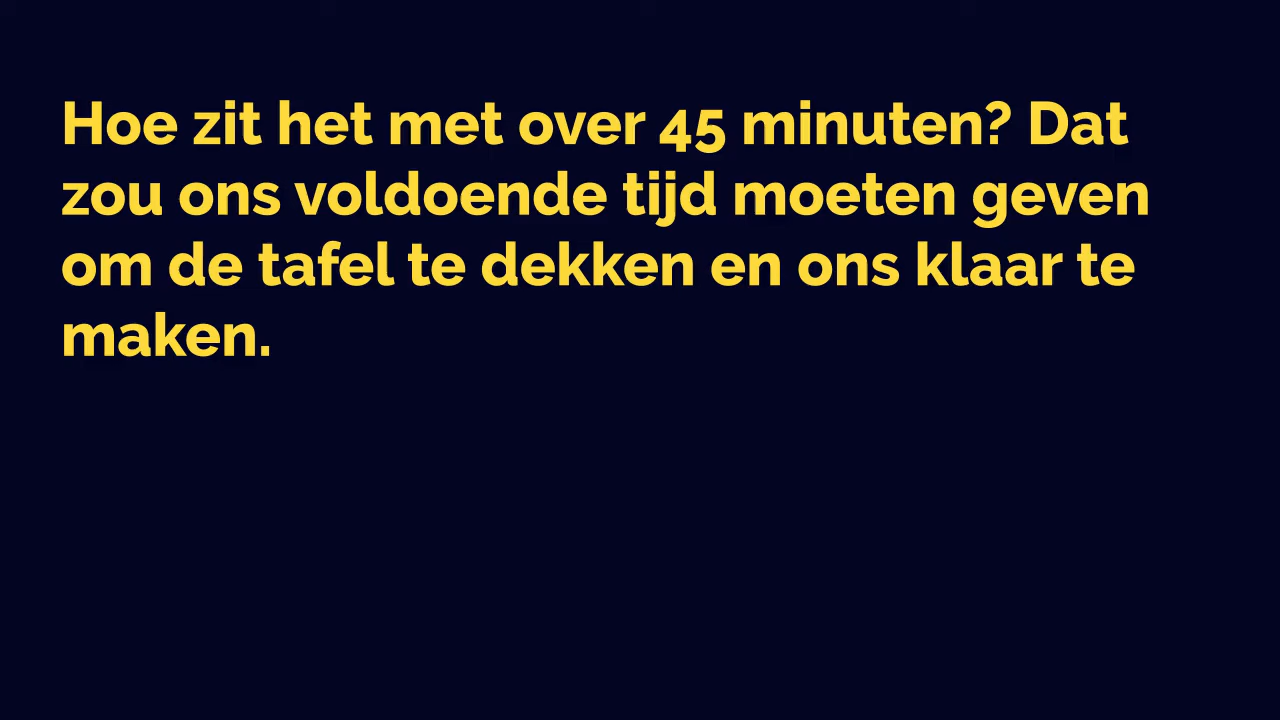 Hoe zit het met over 45 minuten? Dat
zou ons voldoende tijd moeten geven
om de tafel te dekken en ons klaar te
maken.